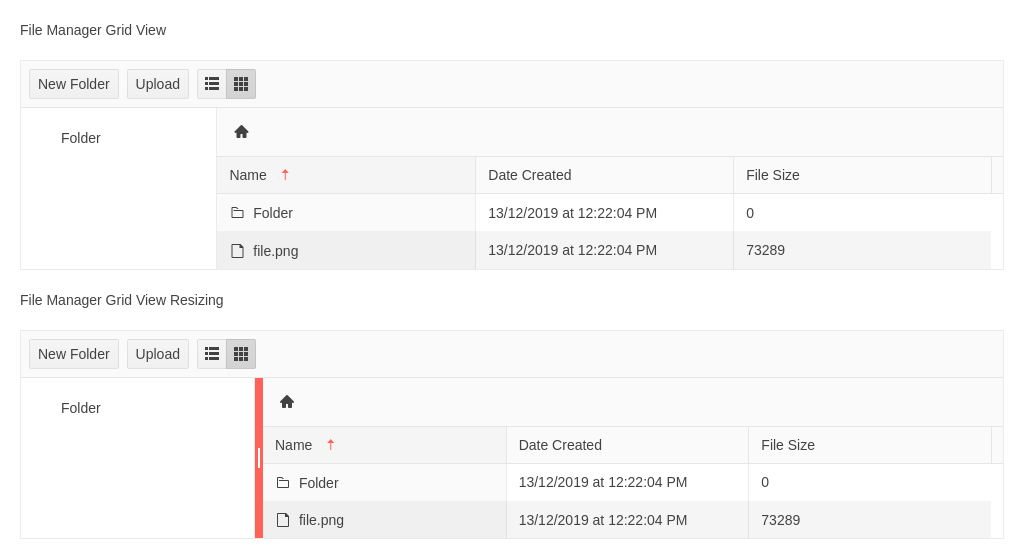 File Manager Grid View
New Folder Upload
Folder
Name Date Created File Size
Folder 13/12/2019 at 12:22:04 PM 0
file.png 13/12/2019 at 12:22:04 PM 73289
File Manager Grid View Resizing
New Folder Upload
Folder
Name Date Created File Size
Folder 13/12/2019 at 12:22:04 PM 0
file.png 13/12/2019 at 12:22:04 PM 73289